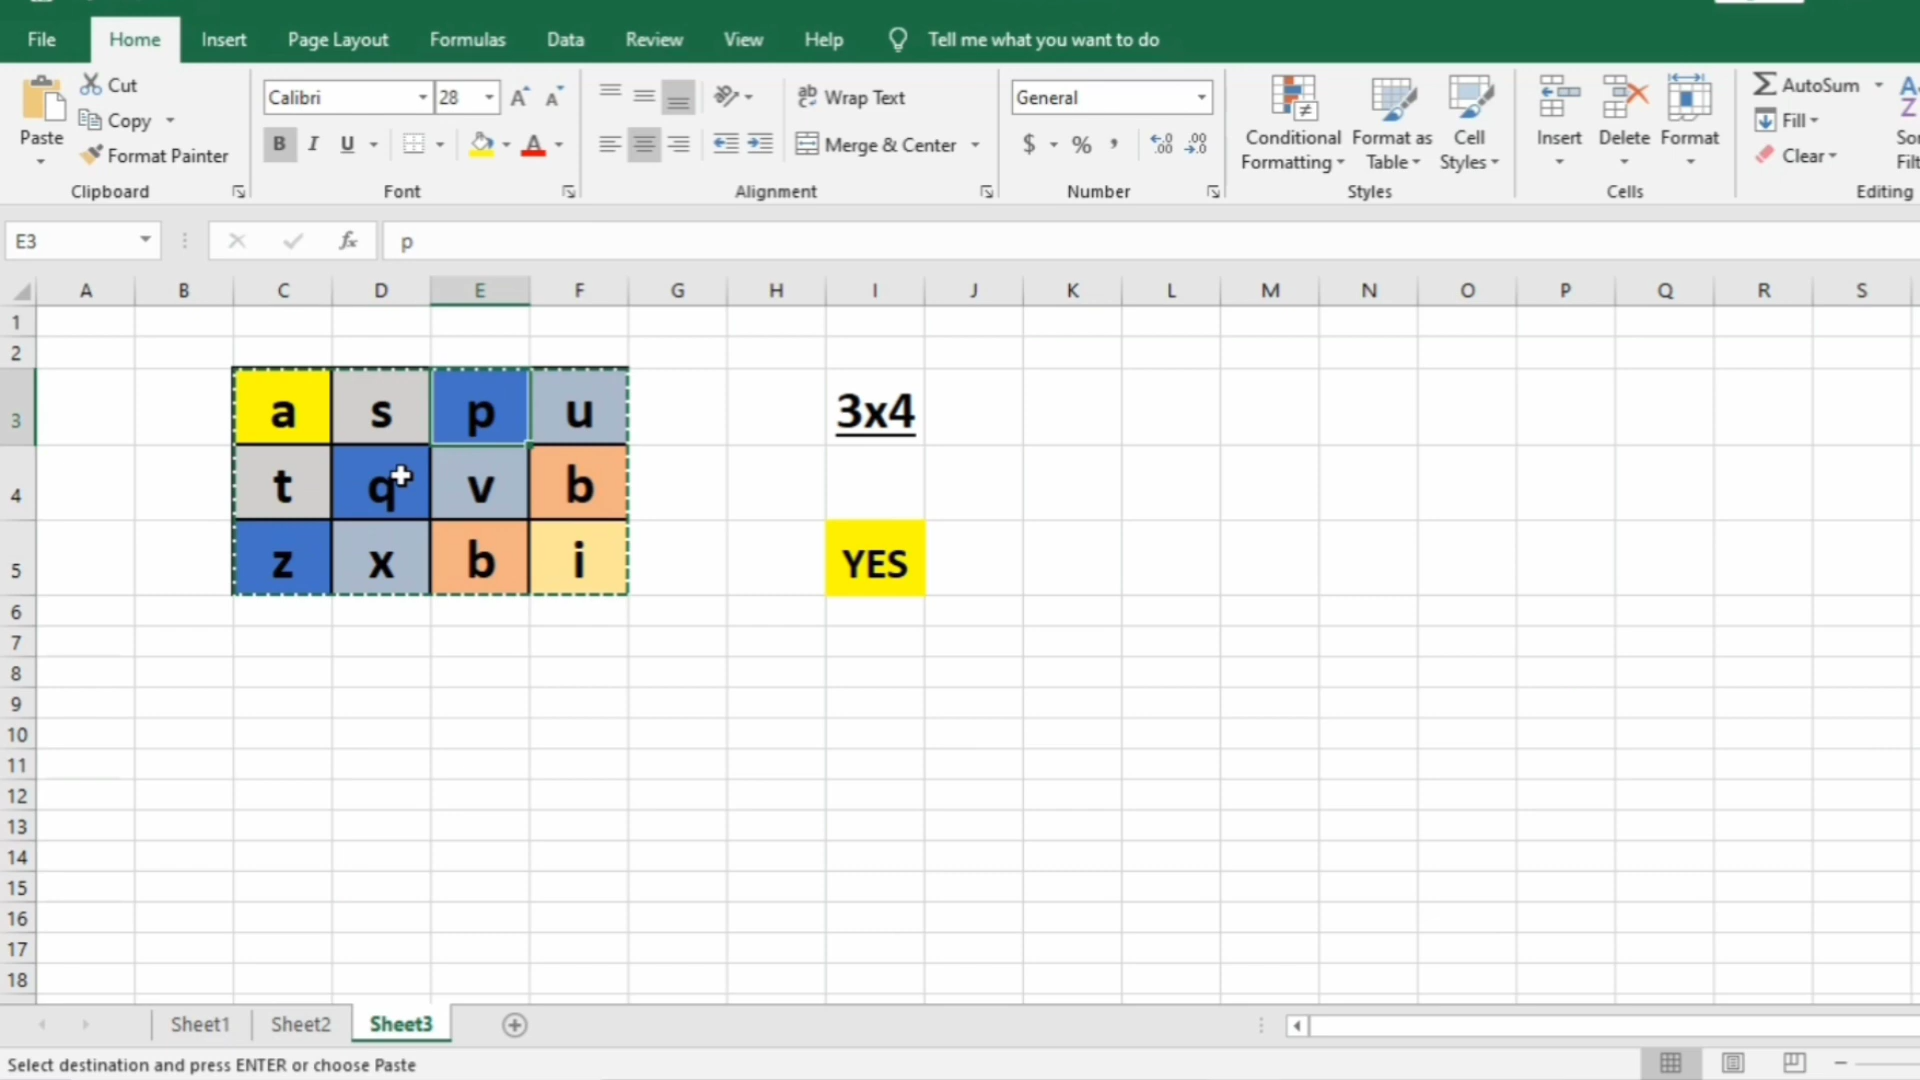 File Home Insert Page Layout Formulas Data Review View Help Tell me what you want to do
Paste Cut Copy Format Painter Clipboard
Calibri 28 A A B I U A Font
ab Wrap Text Merge & Center Alignment
General $ % , .00 .00 Number
Conditional Formatting Format as Table Cell Styles Styles
Insert Delete Format Cells
AutoSum Fill Clear Editing
E3 fx p
A B C D E F G H I J K L M N O P Q R S
1
2
3 a s p u 3x4
4 t q v b
5 z x b i YES
6
7
8
9
10
11
12
13
14
15
16
17
18
Sheet1 Sheet2 Sheet3
Select destination and press ENTER or choose Paste